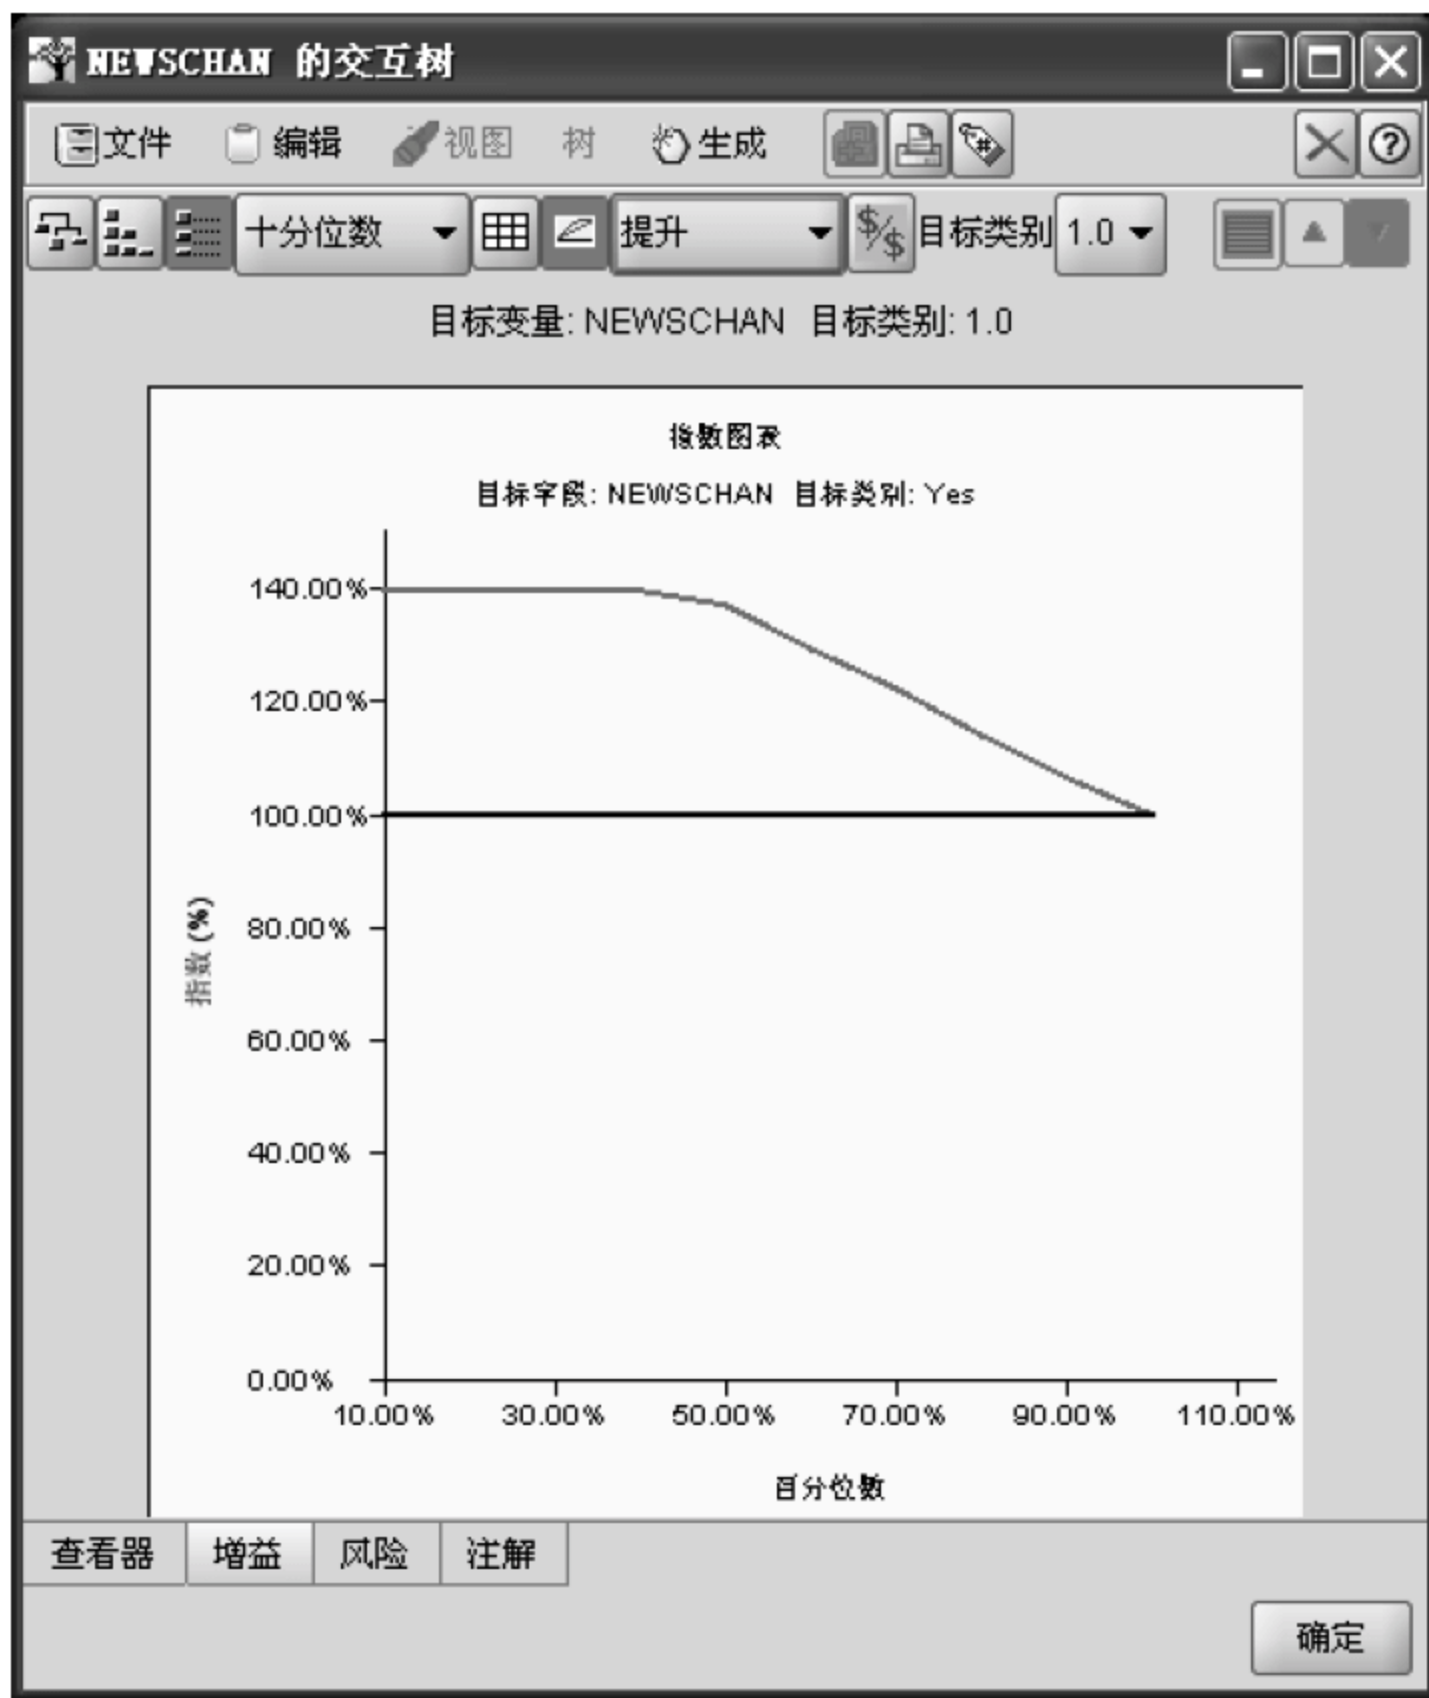 NEWSCHAN 的交互树
文件 编辑 视图 树 生成
十分位数 提升 目标类别 1.0
目标变量: NEWSCHAN 目标类别: 1.0
指数图表
目标字段: NEWSCHAN 目标类别: Yes
140.00%
120.00%
100.00%
80.00%
60.00%
40.00%
20.00%
0.00%
指数 (%)
10.00% 30.00% 50.00% 70.00% 90.00% 110.00%
百分位数
查看器 增益 风险 注解
确定